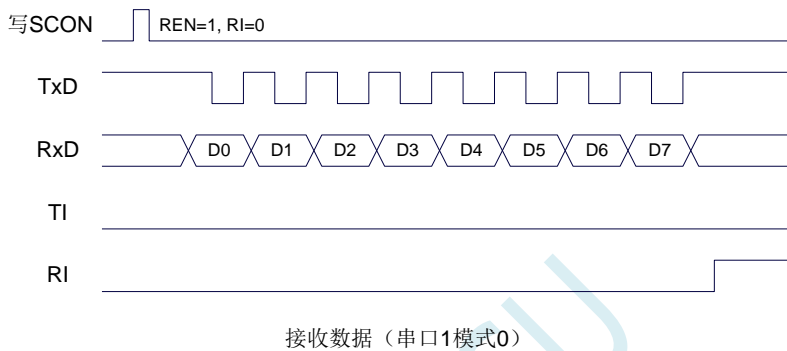 写SCON REN=1, RI=0
TxD
RxD D0 D1 D2 D3 D4 D5 D6 D7
TI
RI
接收数据（串口1模式0）